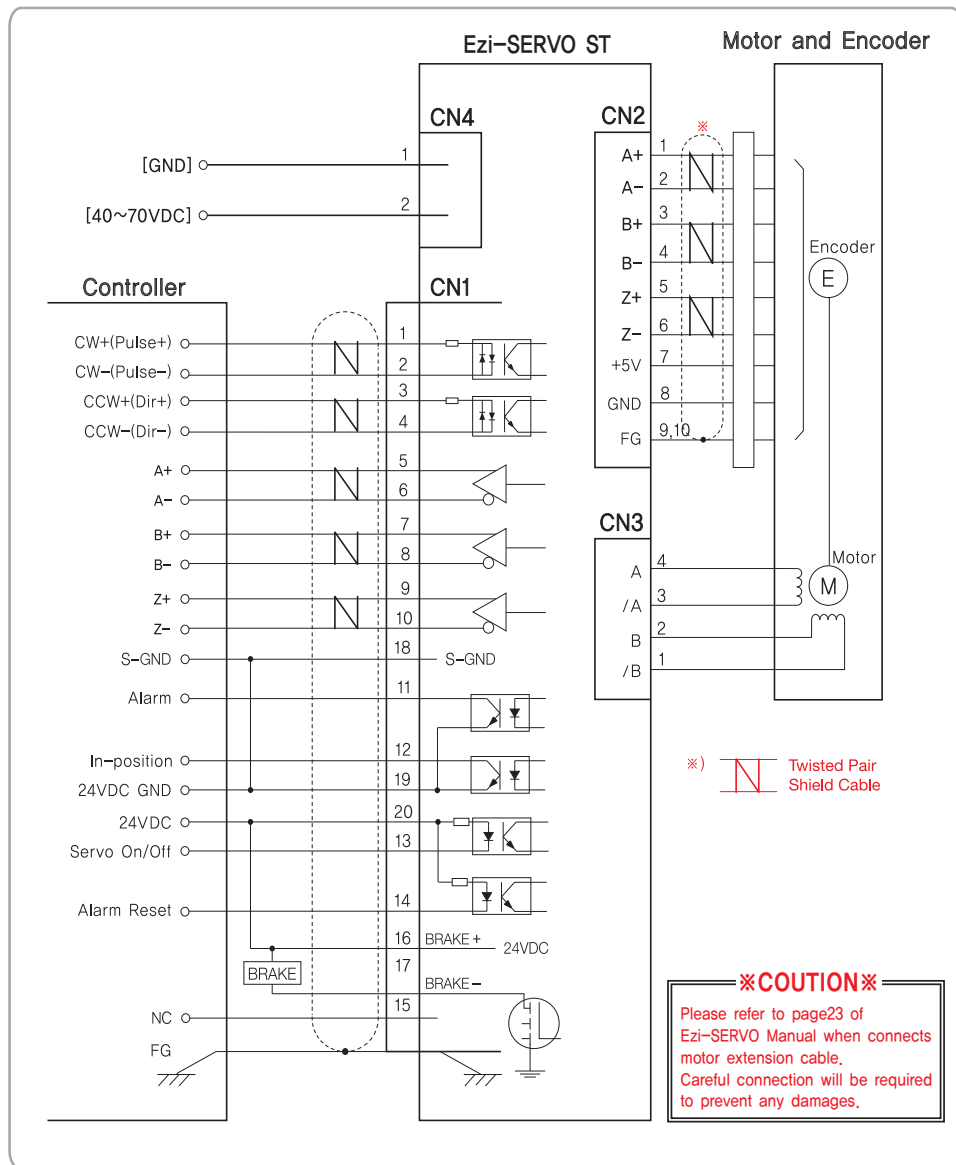 Ezi-SERVO ST
Motor and Encoder
CN4
[GND] 1
[40~70VDC] 2
CN2
※
A+ 1
A- 2
B+ 3
B- 4
Z+ 5
Z- 6
+5V 7
GND 8
FG 9,10
Encoder
E
Controller
CN1
CW+(Pulse+) 1
CW-(Pulse-) 2
CCW+(Dir+) 3
CCW-(Dir-) 4
A+ 5
A- 6
B+ 7
B- 8
Z+ 9
Z- 10
S-GND 18 S-GND
Alarm 11
In-position 12
24VDC GND 19
24VDC 20
Servo On/Off 13
Alarm Reset 14
16 BRAKE+ 24VDC
BRAKE
17 BRAKE-
NC 15
FG
CN3
A 4
/A 3
B 2
/B 1
Motor
M
※) Twisted Pair
Shield Cable
※COUTION※
Please refer to page23 of
Ezi-SERVO Manual when connects
motor extension cable.
Careful connection will be required
to prevent any damages.